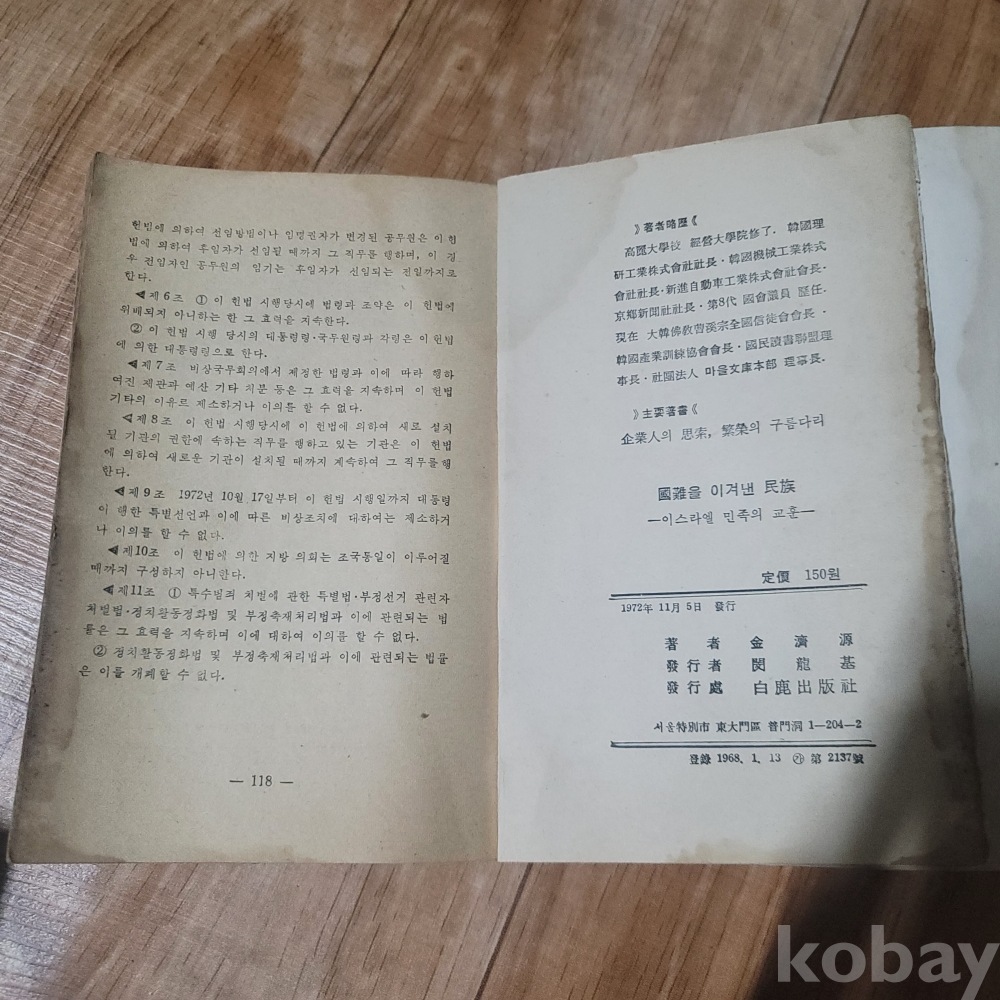 헌법에 의하여 선임방법이나 임명권자가 변경된 공무원은 이 헌
법에 의하여 후임자가 선임될 때까지 그 직무를 행하며, 이 경
우 전임자인 공무원의 임기는 후임자가 선임되는 전일까지로
한다.
◀제6조 ① 이 헌법 시행당시에 법령과 조약은 이 헌법에
위배되지 아니하는 한 그 효력을 지속한다.
② 이 헌법 시행 당시의 대통령령·국무원령과 각령은 이 헌법
에 의한 대통령령으로 한다.
◀제7조 비상국무회의에서 제정한 법령과 이에 따라 행하
여진 재판과 예산 기타 처분 등은 그 효력을 지속하며 이 헌법
기타의 이유로 제소하거나 이의를 할 수 없다.
◀제8조 이 헌법 시행당시에 이 헌법에 의하여 새로 설치
될 기관의 권한에 속하는 직무를 행하고 있는 기관은 이 헌법
에 의하여 새로운 기관이 설치될 때까지 계속하여 그 직무를 행
한다.
◀제9조 1972년 10월 17일부터 이 헌법 시행일까지 대통령
이 행한 특별선언과 이에 따른 비상조치에 대하여는 제소하거
나 이의를 할 수 없다.
◀제10조 이 헌법에 의한 지방 의회는 조국통일이 이루어질
때까지 구성하지 아니한다.
◀제11조 ① 특수범죄 처벌에 관한 특별법·부정선거 관련자
처벌법·정치활동정화법 및 부정축재처리법과 이에 관련되는 법
률은 그 효력을 지속하며 이에 대하여 이의를 할 수 없다.
② 정치활동정화법 및 부정축재처리법과 이에 관련되는 법률
은 이를 개폐할 수 없다.
— 118 —
》著者略歷《
高麗大學校 經營大學院修了. 韓國理
硏工業株式會社社長·韓國機械工業株式
會社社長·新進自動車工業株式會社會長·
京鄕新聞社社長·第8代 國會議員 歷任.
現在 大韓佛敎曹溪宗全國信徒會會長·
韓國產業訓練協會會長·國民讀書聯盟理
事長·社團法人 마을文庫本部 理事長.
》主要著書《
企業人의 思索, 繁榮의 구름다리
國難을 이겨낸 民族
—이스라엘 민족의 교훈—
定價 150원
1972年 11月 5日 發行
著者 金濟源
發行者 閔龍基
發行處 白鹿出版社
서울特別市 東大門區 普門洞 1—204—2
登錄 1968. 1. 13 ㉮ 第 2137號
kobay